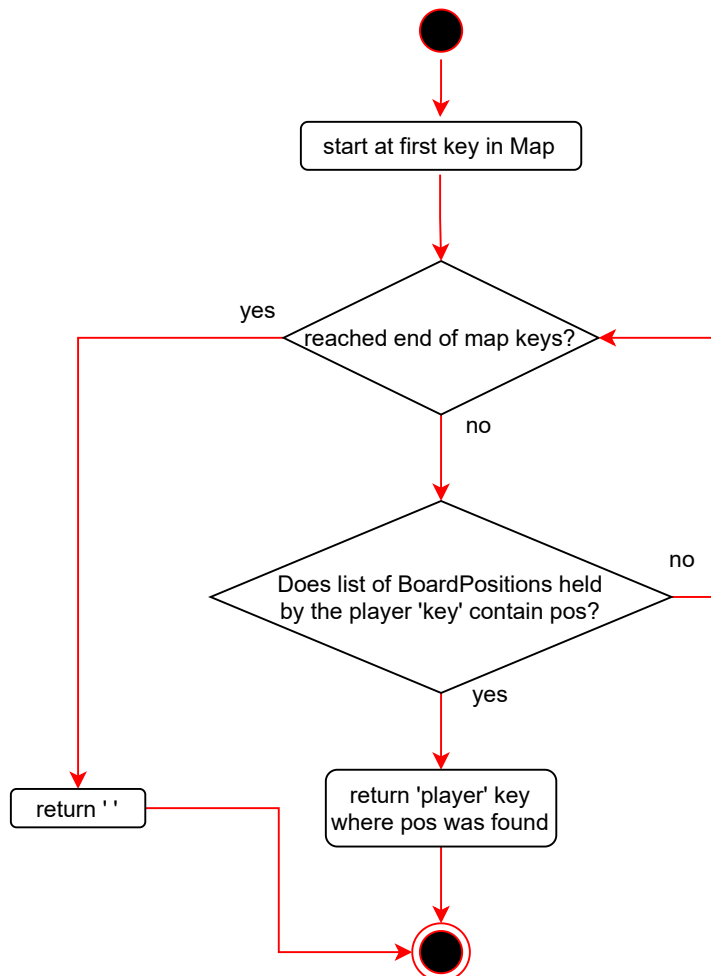 start at first key in Map
yes
reached end of map keys?
no
no
Does list of BoardPositions held
by the player 'key' contain pos?
yes
return 'player' key
where pos was found
return ' '